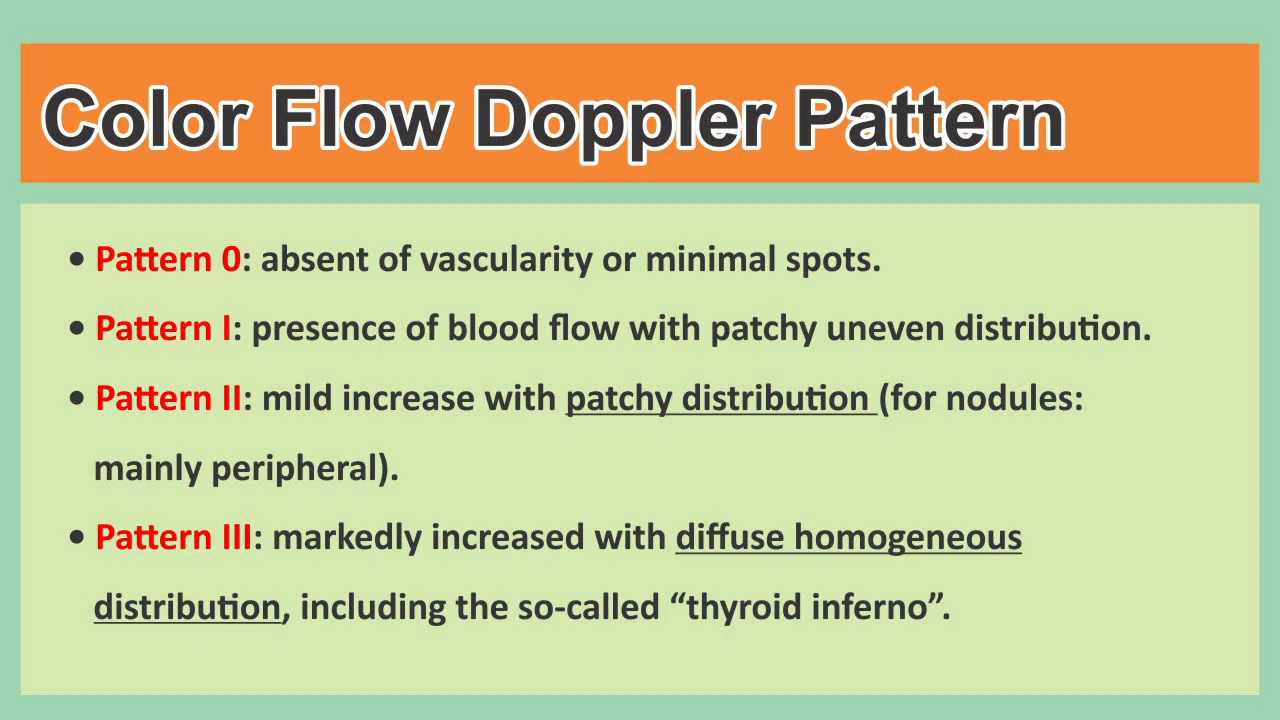 Color Flow Doppler Pattern
• Pattern 0: absent of vascularity or minimal spots.
• Pattern I: presence of blood flow with patchy uneven distribution.
• Pattern II: mild increase with patchy distribution (for nodules:
mainly peripheral).
• Pattern III: markedly increased with diffuse homogeneous
distribution, including the so-called “thyroid inferno”.